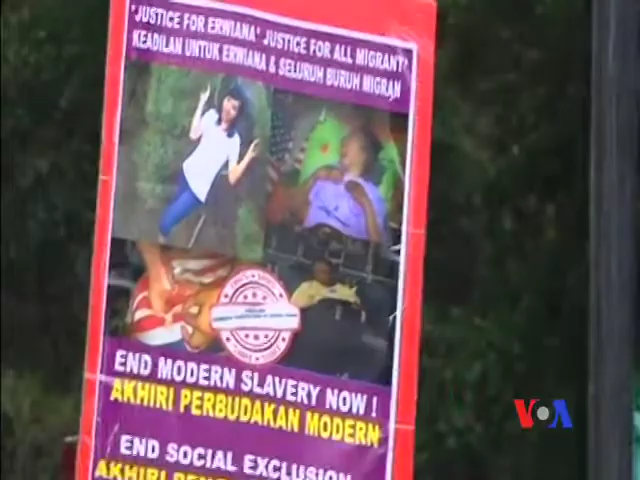 'JUSTICE FOR ERWIANA' JUSTICE FOR ALL MIGRANT'
KEADILAN UNTUK ERWIANA & SELURUH BURUH MIGRAN
END MODERN SLAVERY NOW !
AKHIRI PERBUDAKAN MODERN
END SOCIAL EXCLUSION
AKHIRI
VOA